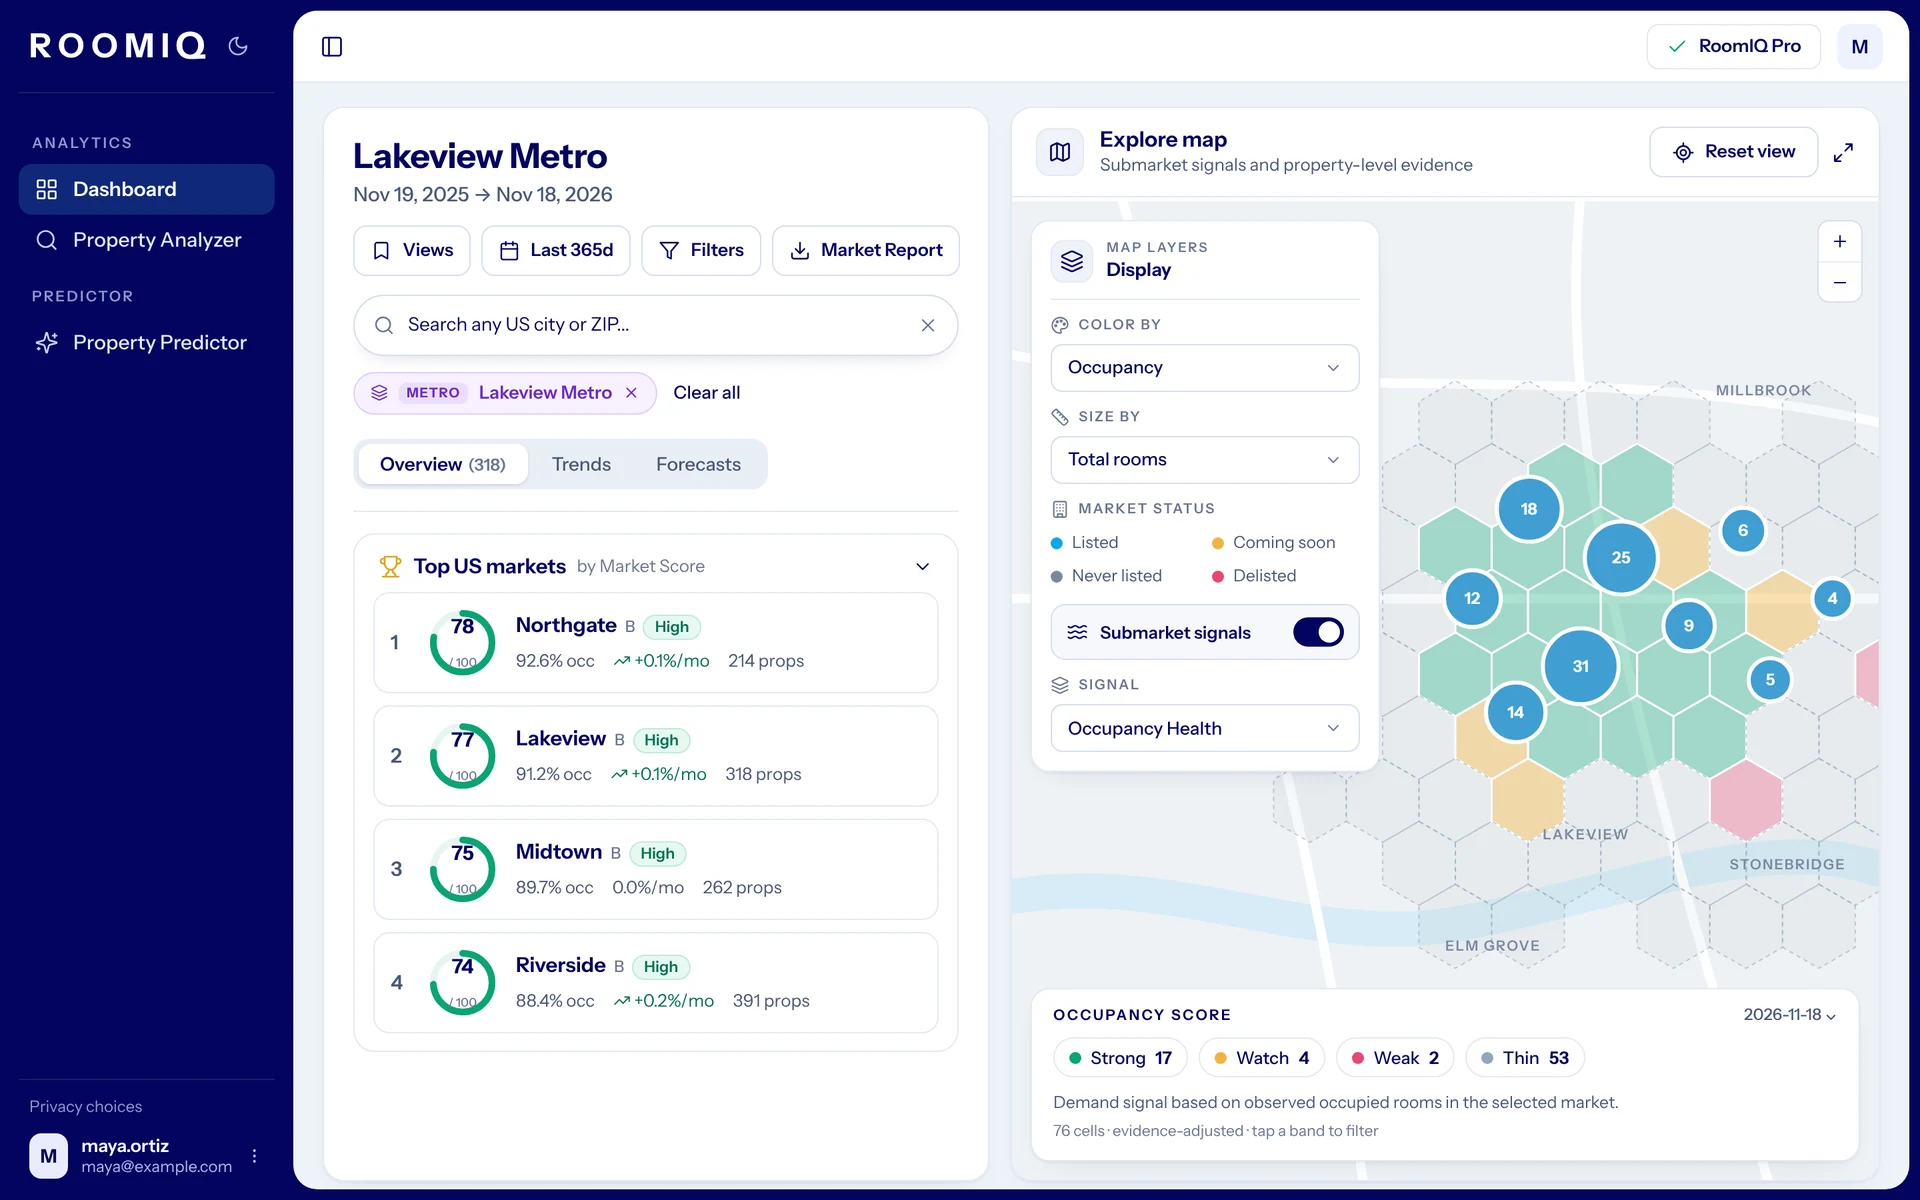 ROOMIQ
ANALYTICS
Dashboard
Property Analyzer
PREDICTOR
Property Predictor
Privacy choices
M
maya.ortiz
maya@example.com
RoomIQ Pro
M
Lakeview Metro
Nov 19, 2025 → Nov 18, 2026
Views
Last 365d
Filters
Market Report
Search any US city or ZIP...
METRO Lakeview Metro
Clear all
Overview (318)
Trends
Forecasts
Top US markets by Market Score
1
78
/ 100
Northgate B High
92.6% occ +0.1%/mo 214 props
2
77
/ 100
Lakeview B High
91.2% occ +0.1%/mo 318 props
3
75
/ 100
Midtown B High
89.7% occ 0.0%/mo 262 props
4
74
/ 100
Riverside B High
88.4% occ +0.2%/mo 391 props
Explore map
Submarket signals and property-level evidence
Reset view
MAP LAYERS
Display
COLOR BY
Occupancy
SIZE BY
Total rooms
MARKET STATUS
Listed
Coming soon
Never listed
Delisted
Submarket signals
SIGNAL
Occupancy Health
+
−
MILLBROOK
18
6
25
12
4
9
31
5
14
LAKEVIEW
STONEBRIDGE
ELM GROVE
OCCUPANCY SCORE
2026-11-18
Strong 17
Watch 4
Weak 2
Thin 53
Demand signal based on observed occupied rooms in the selected market.
76 cells · evidence-adjusted · tap a band to filter